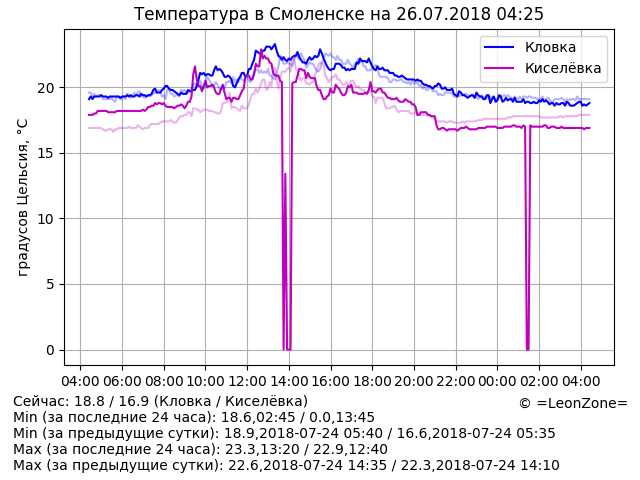 Температура в Смоленске на 26.07.2018 04:25
Кловка
Киселёвка
градусов Цельсия, °C
20
15
10
5
0
04:00 06:00 08:00 10:00 12:00 14:00 16:00 18:00 20:00 22:00 00:00 02:00 04:00
Сейчас: 18.8 / 16.9 (Кловка / Киселёвка)
© =LeonZone=
Min (за последние 24 часа): 18.6,02:45 / 0.0,13:45
Min (за предыдущие сутки): 18.9,2018-07-24 05:40 / 16.6,2018-07-24 05:35
Max (за последние 24 часа): 23.3,13:20 / 22.9,12:40
Max (за предыдущие сутки): 22.6,2018-07-24 14:35 / 22.3,2018-07-24 14:10